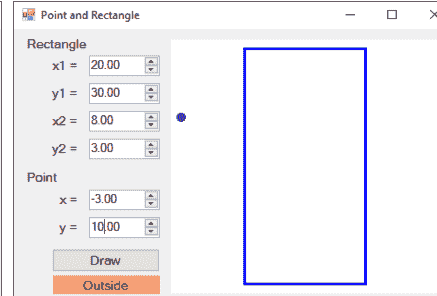 Point and Rectangle
Rectangle
x1 = 20.00
y1 = 30.00
x2 = 8.00
y2 = 3.00
Point
x = -3.00
y = 10.00
Draw
Outside